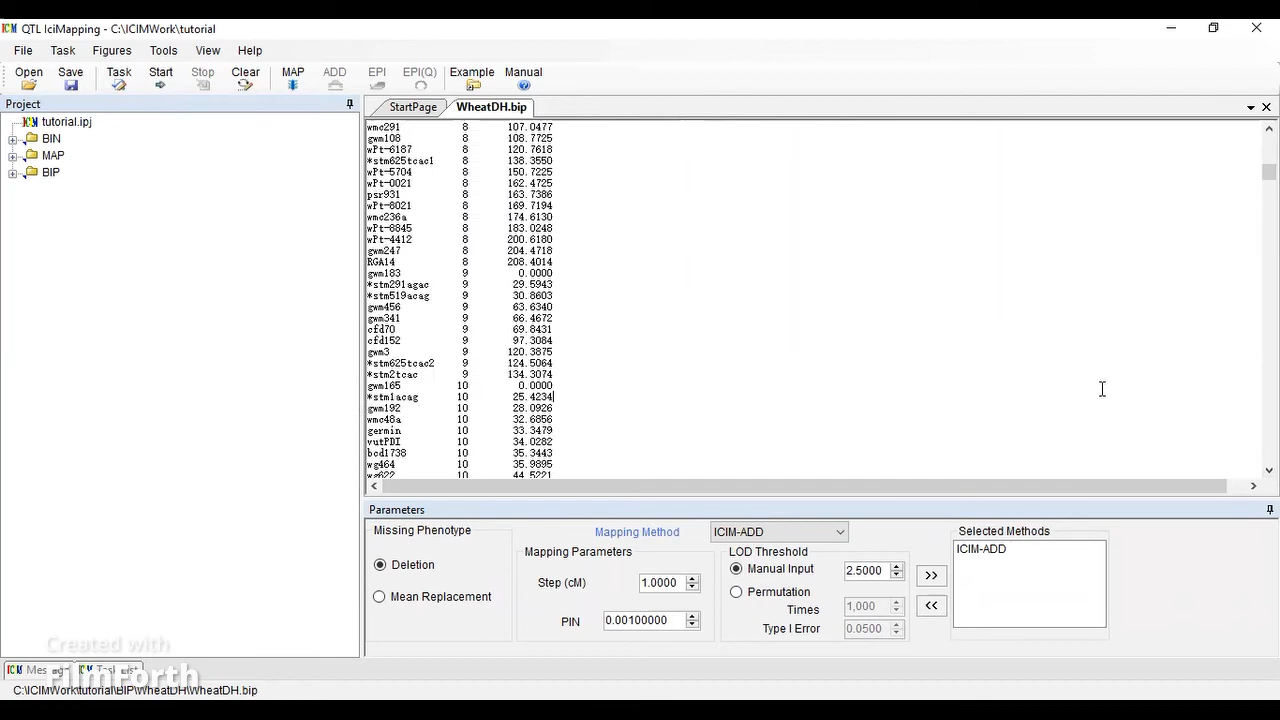 QTL IciMapping - C:\ICIMWork\tutorial
File Task Figures Tools View Help
Open Save Task Start Stop Clear MAP ADD EPI EPI(Q) Example Manual
Project
tutorial.ipj
BIN
MAP
BIP
StartPage WheatDH.bip
wmc291 8 107.0477
gwm108 8 108.7725
wPt-6187 8 120.7618
*stm625tcac1 8 138.3550
wPt-5704 8 150.7225
wPt-0021 8 162.4725
psr931 8 163.7386
wPt-8021 8 169.7194
wmc236a 8 174.6130
wPt-8845 8 183.0248
wPt-4412 8 200.6180
gwm247 8 204.4718
RGA14 8 208.4014
gwm183 9 0.0000
*stm291agac 9 29.5943
*stm519acag 9 30.8603
gwm456 9 63.6340
gwm341 9 66.4672
cfd70 9 69.8431
cfd152 9 97.3084
gwm3 9 120.3875
*stm625tcac2 9 124.5064
*stm2tcac 9 134.3074
gwm165 10 0.0000
*stm1acag 10 25.4234
gwm192 10 28.0926
wmc48a 10 32.6856
germin 10 33.3479
vutPDI 10 34.0282
bcd1738 10 35.3443
wg464 10 35.9895
wg622 10 44.5221
Parameters
Missing Phenotype
Deletion
Mean Replacement
Mapping Method ICIM-ADD
Mapping Parameters
Step (cM) 1.0000
PIN 0.00100000
LOD Threshold
Manual Input 2.5000
Permutation
Times 1,000
Type I Error 0.0500
>>
<<
Selected Methods
ICIM-ADD
Created with
FilmForth
Task List
C:\ICIMWork\tutorial\BIP\WheatDH\WheatDH.bip